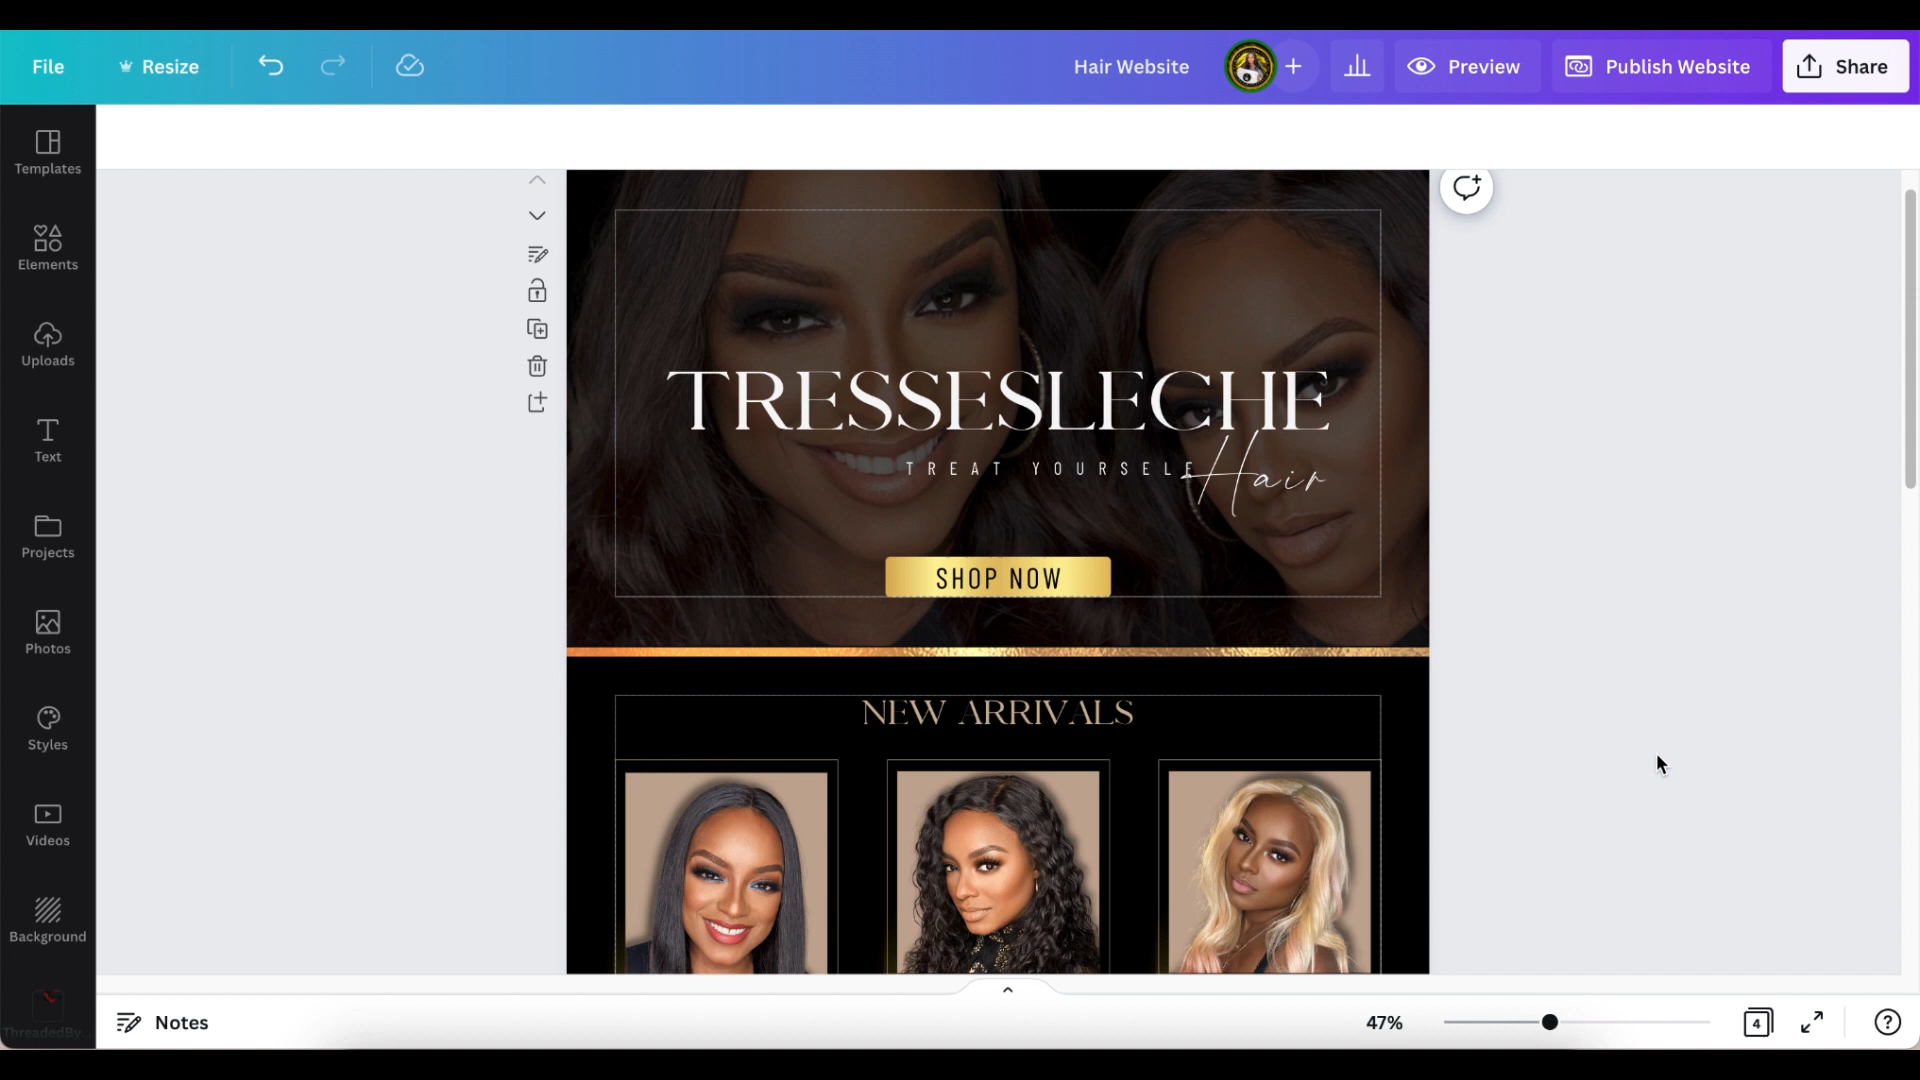 File
Resize
Hair Website
Preview
Publish Website
Share
Templates
Elements
Uploads
Text
Projects
Photos
Styles
Videos
Background
ThreadedBy...
TRESSESLECHE
TREAT YOURSELF
Hair
SHOP NOW
NEW ARRIVALS
Notes
47%
4
?